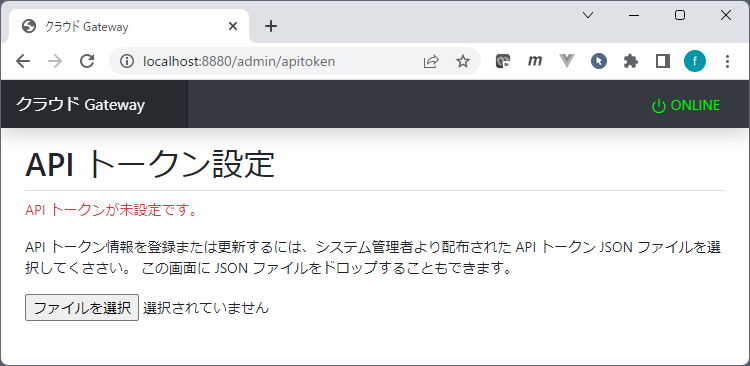 クラウド Gateway
localhost:8880/admin/apitoken
m
f
クラウド Gateway
ONLINE
API トークン設定
API トークンが未設定です。
API トークン情報を登録または更新するには、システム管理者より配布された API トークン JSON ファイルを選
択してくささい。 この画面に JSON ファイルをドロップすることもできます。
ファイルを選択 選択されていません